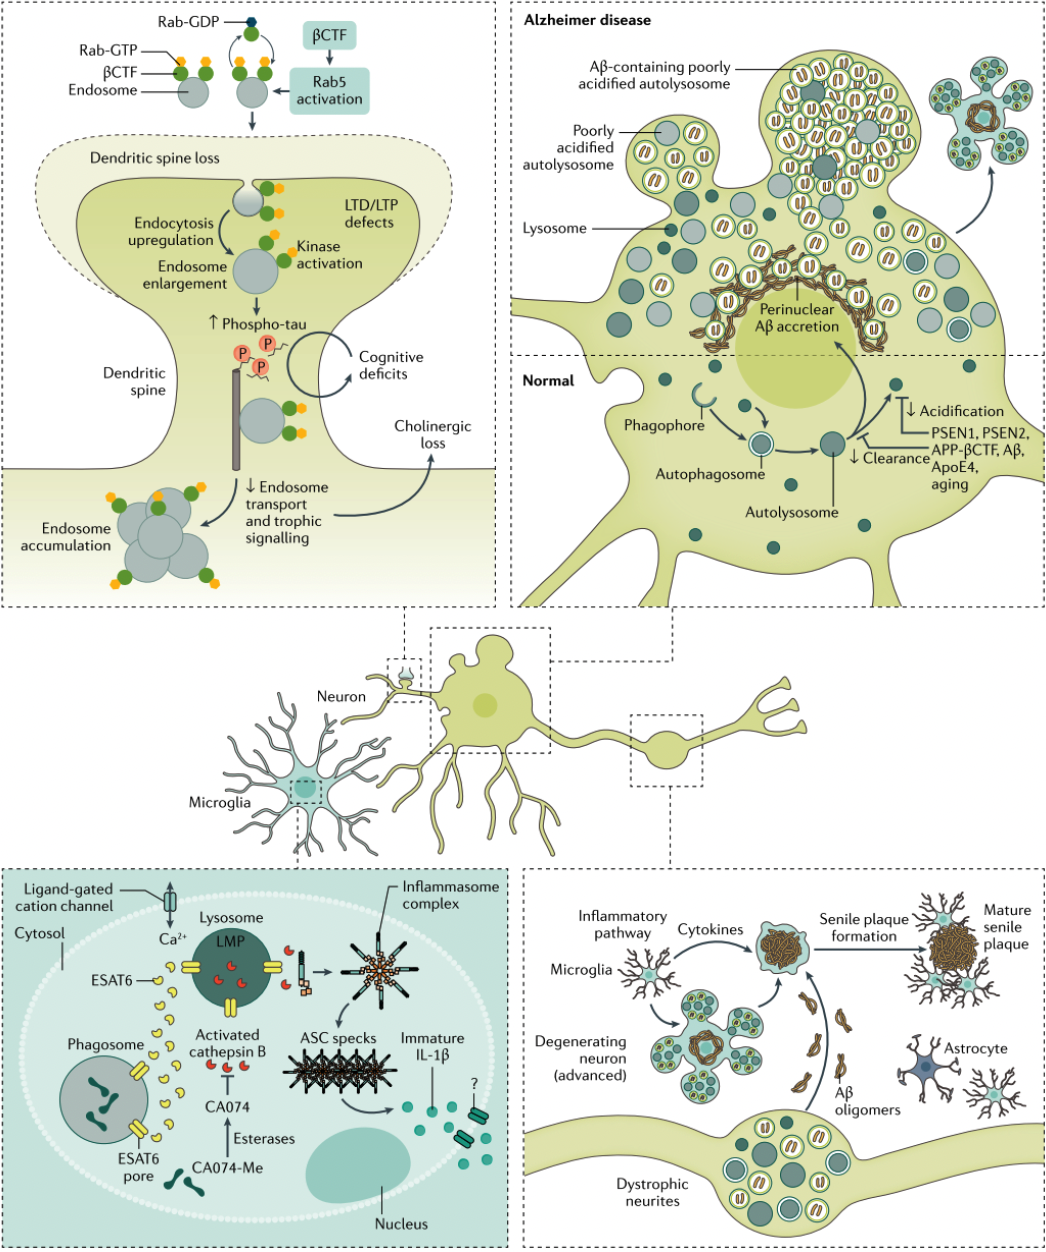 Rab-GDP
Rab-GTP
βCTF
Endosome
βCTF
Rab5
activation
Dendritic spine loss
LTD/LTP
defects
Endocytosis
upregulation
Kinase
activation
Endosome
enlargement
↑ Phospho-tau
P
P
P
Cognitive
deficits
Dendritic
spine
Cholinergic
loss
↓ Endosome
transport
and trophic
signalling
Endosome
accumulation
Alzheimer disease
Aβ-containing poorly
acidified autolysosome
Poorly
acidified
autolysosome
Lysosome
Perinuclear
Aβ accretion
Normal
Phagophore
↓ Acidification
PSEN1, PSEN2,
APP-βCTF, Aβ,
ApoE4,
aging
↓ Clearance
Autophagosome
Autolysosome
Neuron
Microglia
Ligand-gated
cation channel
Cytosol
Ca²⁺
Lysosome
LMP
Inflammasome
complex
ESAT6
Phagosome
Activated
cathepsin B
ASC specks
Immature
IL-1β
?
CA074
Esterases
CA074-Me
ESAT6
pore
Nucleus
Inflammatory
pathway
Cytokines
Senile plaque
formation
Mature
senile
plaque
Microglia
Degenerating
neuron
(advanced)
Astrocyte
Aβ
oligomers
Dystrophic
neurites